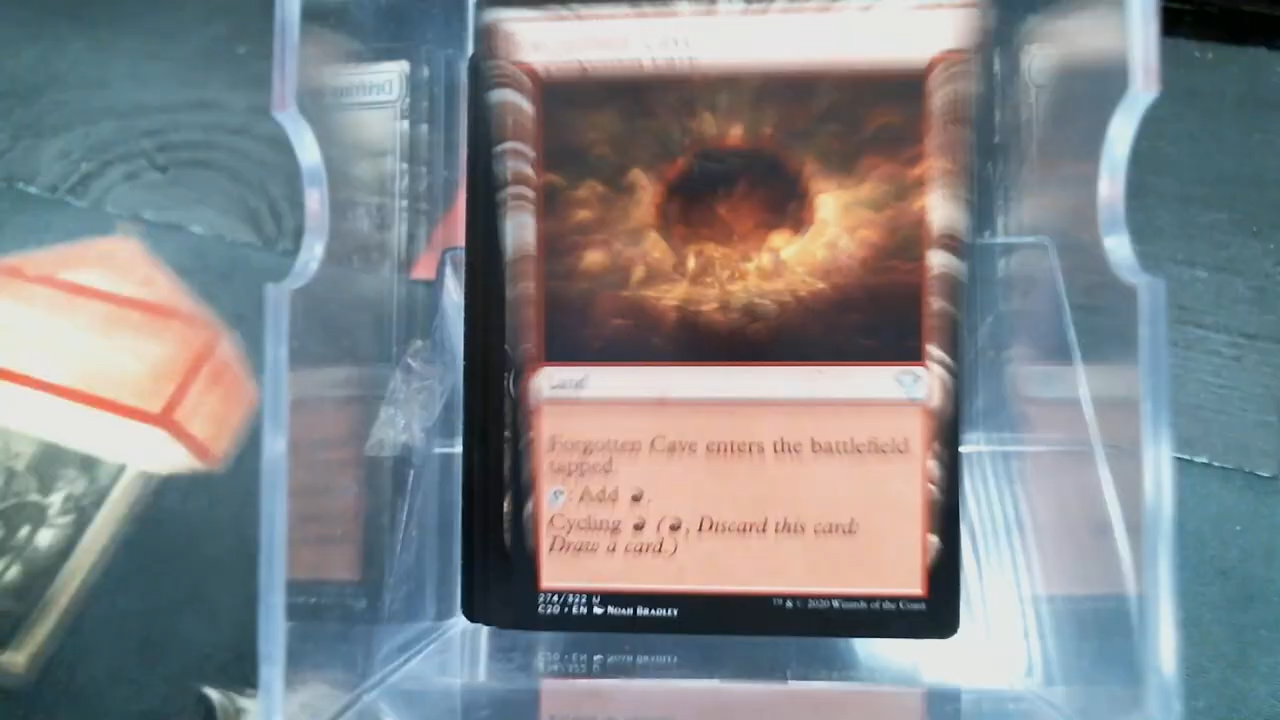 Land
Forgotten Cave enters the battlefield
tapped.
: Add .
Cycling  (, Discard this card:
Draw a card.)
274/322 U
C20 • EN NOAH BRADLEY
™ & © 2020 Wizards of the Coast